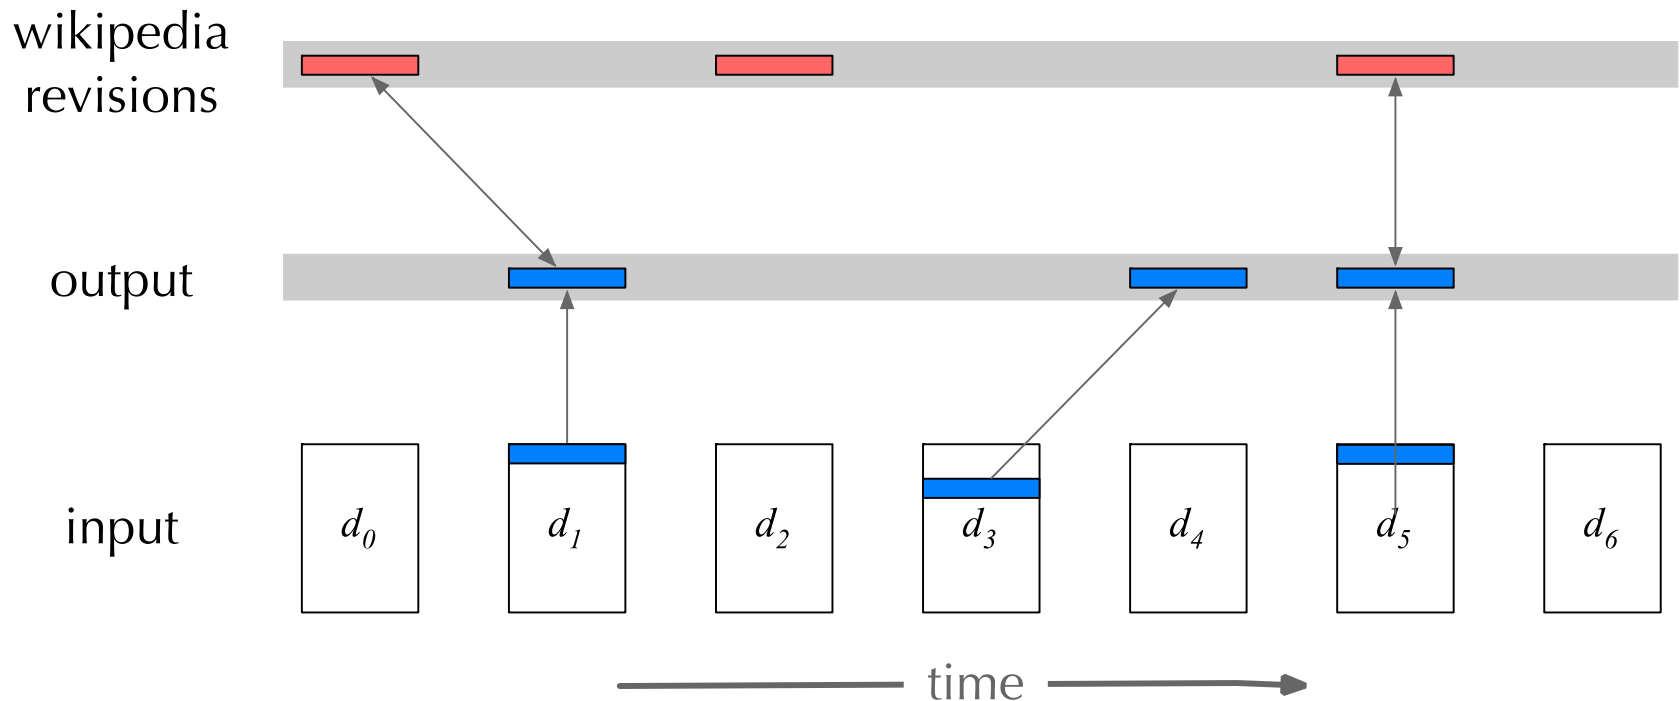 wikipedia
revisions
output
input
d0
d1
d2
d3
d4
d5
d6
time